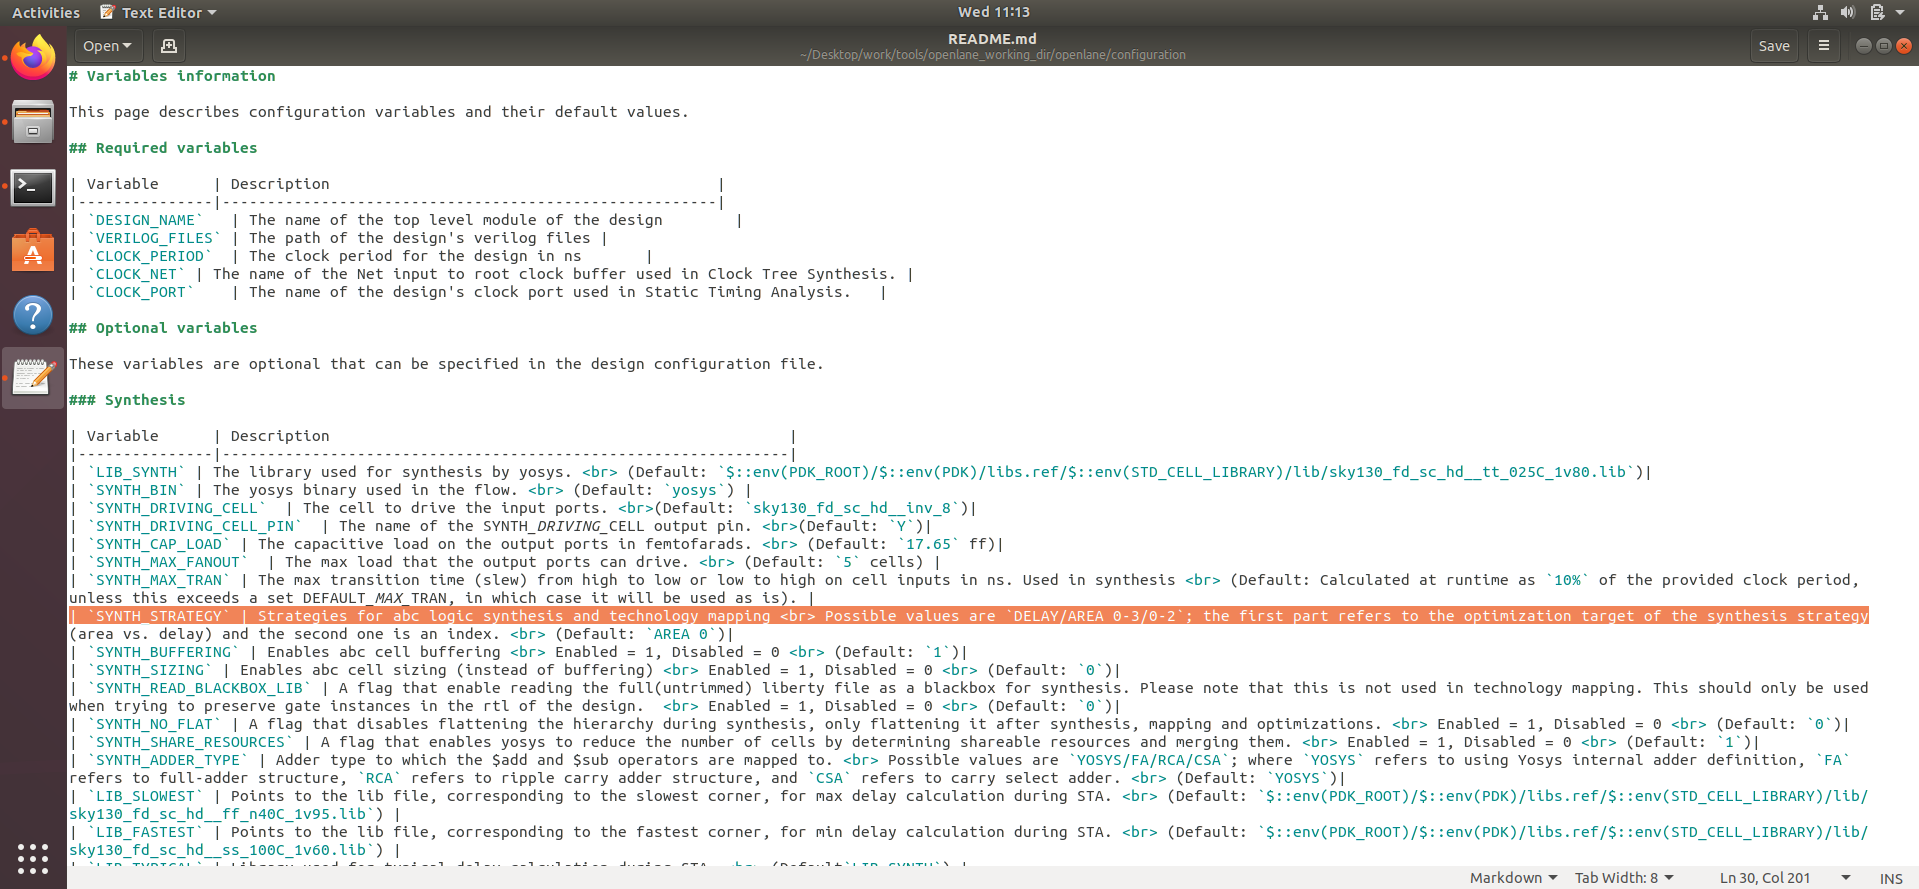 Activities Text Editor Wed 11:13
Open README.md Save
~/Desktop/work/tools/openlane_working_dir/openlane/configuration
# Variables information
This page describes configuration variables and their default values.
## Required variables
| Variable      | Description                                           |
|---------------|-------------------------------------------------------|
| `DESIGN_NAME`   | The name of the top level module of the design        |
| `VERILOG_FILES` | The path of the design's verilog files |
| `CLOCK_PERIOD`  | The clock period for the design in ns       |
| `CLOCK_NET` | The name of the Net input to root clock buffer used in Clock Tree Synthesis. |
| `CLOCK_PORT`    | The name of the design's clock port used in Static Timing Analysis.   |
## Optional variables
These variables are optional that can be specified in the design configuration file.
### Synthesis
| Variable      | Description                                                   |
|---------------|---------------------------------------------------------------|
| `LIB_SYNTH` | The library used for synthesis by yosys. <br> (Default: `$::env(PDK_ROOT)/$::env(PDK)/libs.ref/$::env(STD_CELL_LIBRARY)/lib/sky130_fd_sc_hd__tt_025C_1v80.lib`)|
| `SYNTH_BIN` | The yosys binary used in the flow. <br> (Default: `yosys`) |
| `SYNTH_DRIVING_CELL`  | The cell to drive the input ports. <br>(Default: `sky130_fd_sc_hd__inv_8`)|
| `SYNTH_DRIVING_CELL_PIN`  | The name of the SYNTH_DRIVING_CELL output pin. <br>(Default: `Y`)|
| `SYNTH_CAP_LOAD` | The capacitive load on the output ports in femtofarads. <br> (Default: `17.65` ff)|
| `SYNTH_MAX_FANOUT`  | The max load that the output ports can drive. <br> (Default: `5` cells) |
| `SYNTH_MAX_TRAN` | The max transition time (slew) from high to low or low to high on cell inputs in ns. Used in synthesis <br> (Default: Calculated at runtime as `10%` of the provided clock period,
unless this exceeds a set DEFAULT_MAX_TRAN, in which case it will be used as is). |
| `SYNTH_STRATEGY` | Strategies for abc logic synthesis and technology mapping <br> Possible values are `DELAY/AREA 0-3/0-2`; the first part refers to the optimization target of the synthesis strategy
(area vs. delay) and the second one is an index. <br> (Default: `AREA 0`)|
| `SYNTH_BUFFERING` | Enables abc cell buffering <br> Enabled = 1, Disabled = 0 <br> (Default: `1`)|
| `SYNTH_SIZING` | Enables abc cell sizing (instead of buffering) <br> Enabled = 1, Disabled = 0 <br> (Default: `0`)|
| `SYNTH_READ_BLACKBOX_LIB` | A flag that enable reading the full(untrimmed) liberty file as a blackbox for synthesis. Please note that this is not used in technology mapping. This should only be used
when trying to preserve gate instances in the rtl of the design.  <br> Enabled = 1, Disabled = 0 <br> (Default: `0`)|
| `SYNTH_NO_FLAT` | A flag that disables flattening the hierarchy during synthesis, only flattening it after synthesis, mapping and optimizations. <br> Enabled = 1, Disabled = 0 <br> (Default: `0`)|
| `SYNTH_SHARE_RESOURCES` | A flag that enables yosys to reduce the number of cells by determining shareable resources and merging them. <br> Enabled = 1, Disabled = 0 <br> (Default: `1`)|
| `SYNTH_ADDER_TYPE` | Adder type to which the $add and $sub operators are mapped to. <br> Possible values are `YOSYS/FA/RCA/CSA`; where `YOSYS` refers to using Yosys internal adder definition, `FA`
refers to full-adder structure, `RCA` refers to ripple carry adder structure, and `CSA` refers to carry select adder. <br> (Default: `YOSYS`)|
| `LIB_SLOWEST` | Points to the lib file, corresponding to the slowest corner, for max delay calculation during STA. <br> (Default: `$::env(PDK_ROOT)/$::env(PDK)/libs.ref/$::env(STD_CELL_LIBRARY)/lib/
sky130_fd_sc_hd__ff_n40C_1v95.lib`) |
| `LIB_FASTEST` | Points to the lib file, corresponding to the fastest corner, for min delay calculation during STA. <br> (Default: `$::env(PDK_ROOT)/$::env(PDK)/libs.ref/$::env(STD_CELL_LIBRARY)/lib/
sky130_fd_sc_hd__ss_100C_1v60.lib`) |
| `LIB_TYPICAL` | Library used for typical delay calculation during STA. <br> (Default`LIB_SYNTH`) |
Markdown Tab Width: 8 Ln 30, Col 201 INS